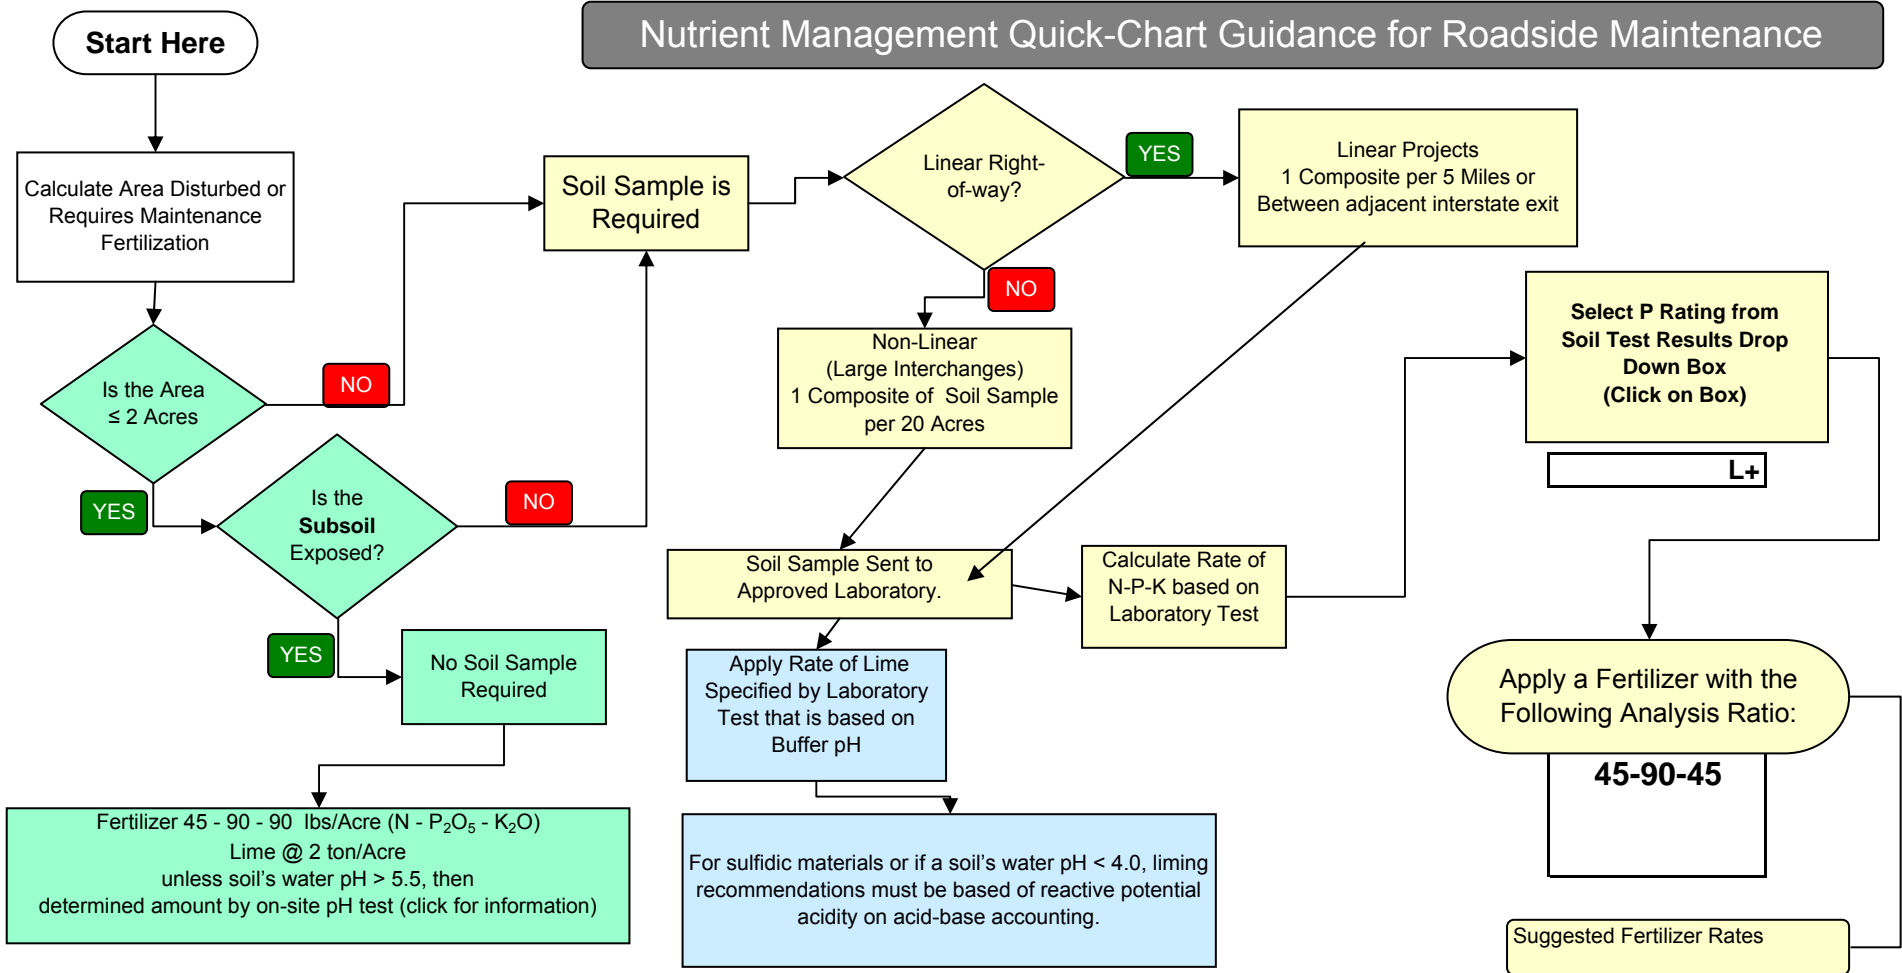 Start Here
Nutrient Management Quick-Chart Guidance for Roadside Maintenance
Calculate Area Disturbed or
Requires Maintenance
Fertilization
Soil Sample is
Required
Linear Right-
of-way?
YES
Linear Projects
1 Composite per 5 Miles or
Between adjacent interstate exit
NO
Non-Linear
(Large Interchanges)
1 Composite of Soil Sample
per 20 Acres
Select P Rating from
Soil Test Results Drop
Down Box
(Click on Box)
L+
Is the Area
≤ 2 Acres
NO
YES
Is the
Subsoil
Exposed?
NO
YES
No Soil Sample
Required
Soil Sample Sent to
Approved Laboratory.
Calculate Rate of
N-P-K based on
Laboratory Test
Apply Rate of Lime
Specified by Laboratory
Test that is based on
Buffer pH
Apply a Fertilizer with the
Following Analysis Ratio:
45-90-45
Fertilizer 45 - 90 - 90 lbs/Acre (N - P₂O₅ - K₂O)
Lime @ 2 ton/Acre
unless soil's water pH > 5.5, then
determined amount by on-site pH test (click for information)
For sulfidic materials or if a soil's water pH < 4.0, liming
recommendations must be based of reactive potential
acidity on acid-base accounting.
Suggested Fertilizer Rates